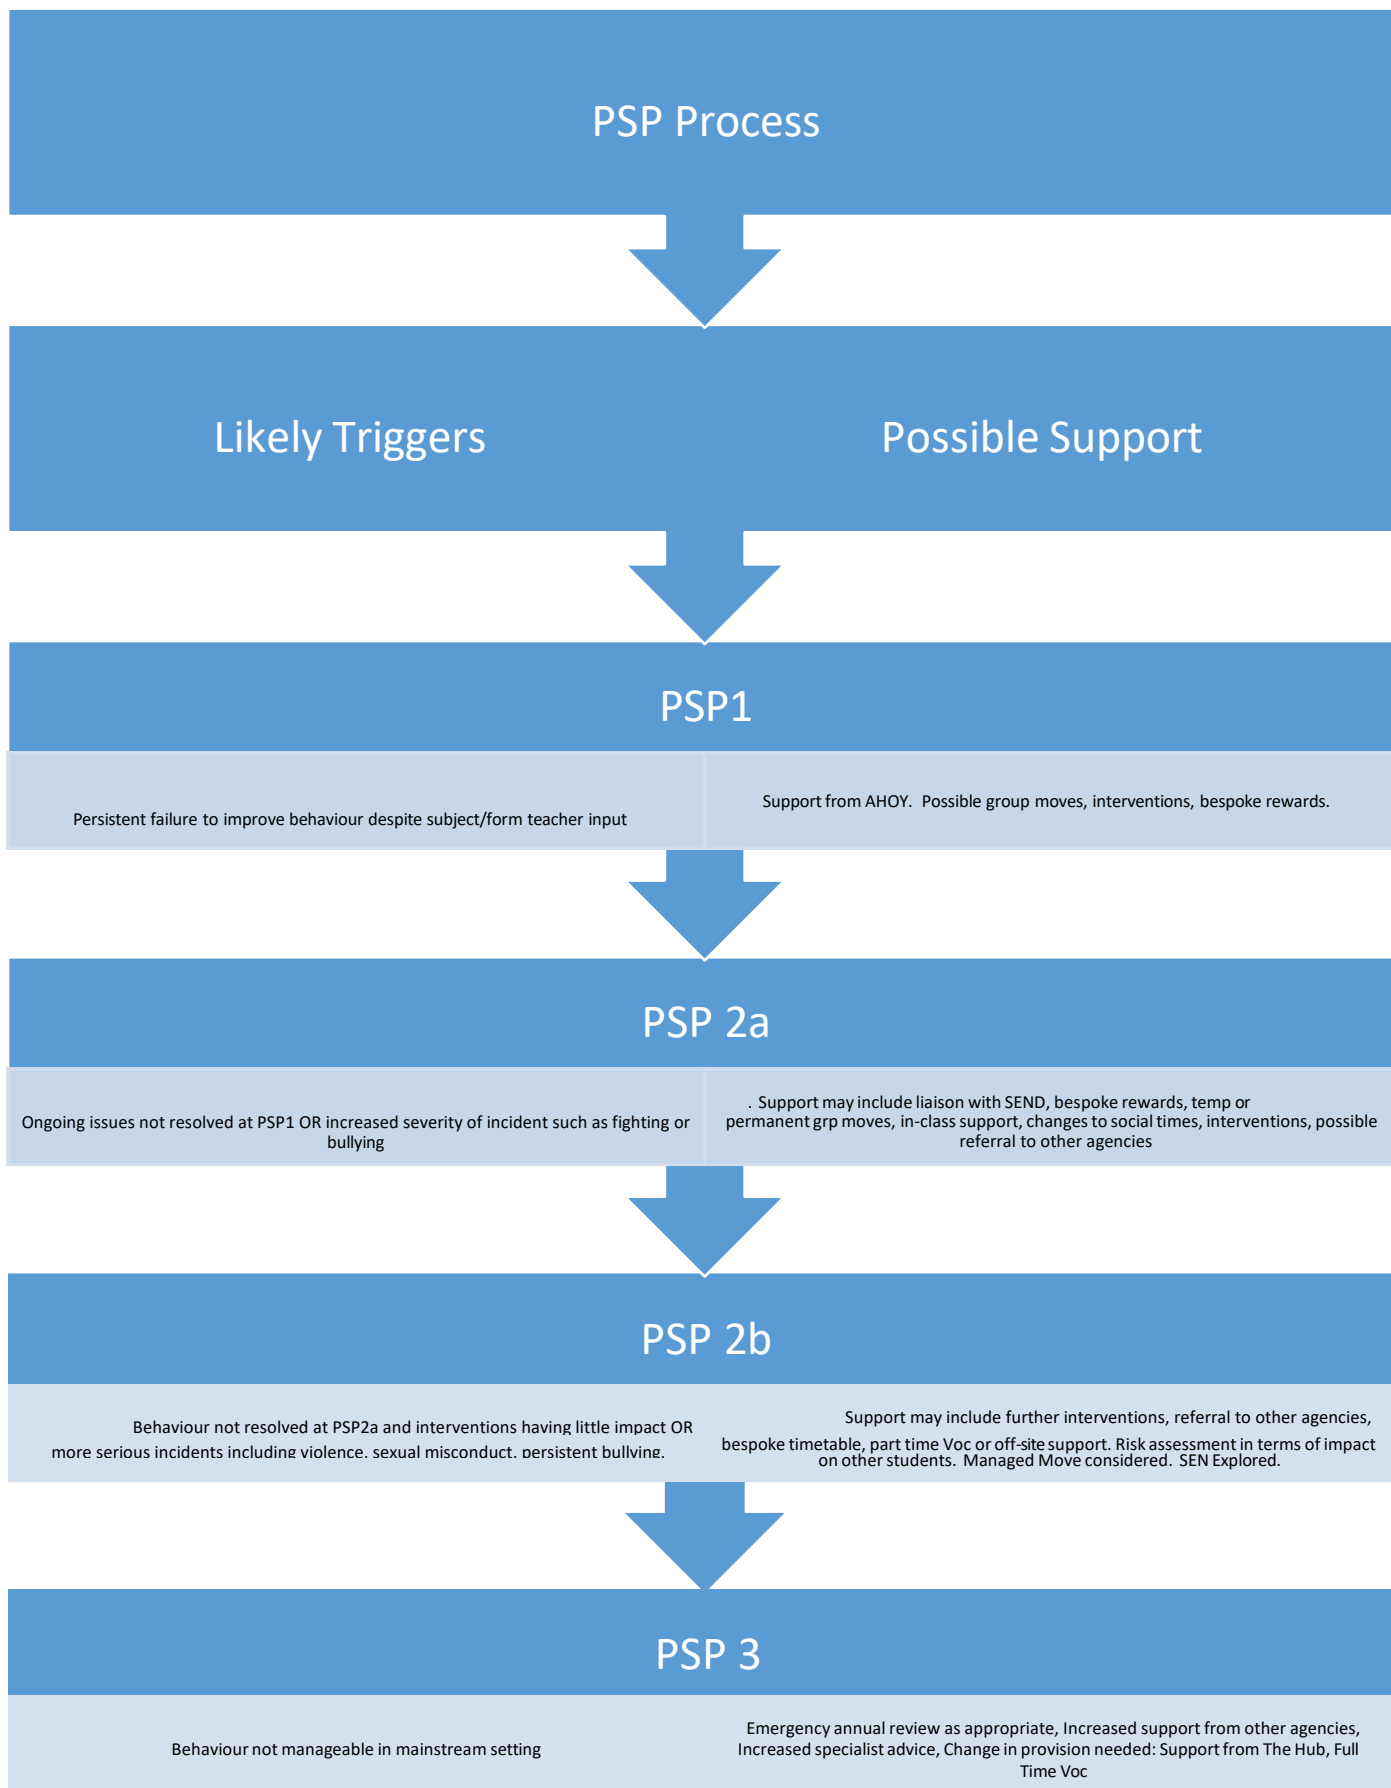 PSP Process
Likely Triggers
Possible Support
PSP1
Persistent failure to improve behaviour despite subject/form teacher input
Support from AHOY. Possible group moves, interventions, bespoke rewards.
PSP 2a
Ongoing issues not resolved at PSP1 OR increased severity of incident such as fighting or
bullying
. Support may include liaison with SEND, bespoke rewards, temp or
permanent grp moves, in-class support, changes to social times, interventions, possible
referral to other agencies
PSP 2b
Behaviour not resolved at PSP2a and interventions having little impact OR
more serious incidents including violence, sexual misconduct, persistent bullying.
Support may include further interventions, referral to other agencies,
bespoke timetable, part time Voc or off-site support. Risk assessment in terms of impact
on other students. Managed Move considered. SEN Explored.
PSP 3
Behaviour not manageable in mainstream setting
Emergency annual review as appropriate, Increased support from other agencies,
Increased specialist advice, Change in provision needed: Support from The Hub, Full
Time Voc